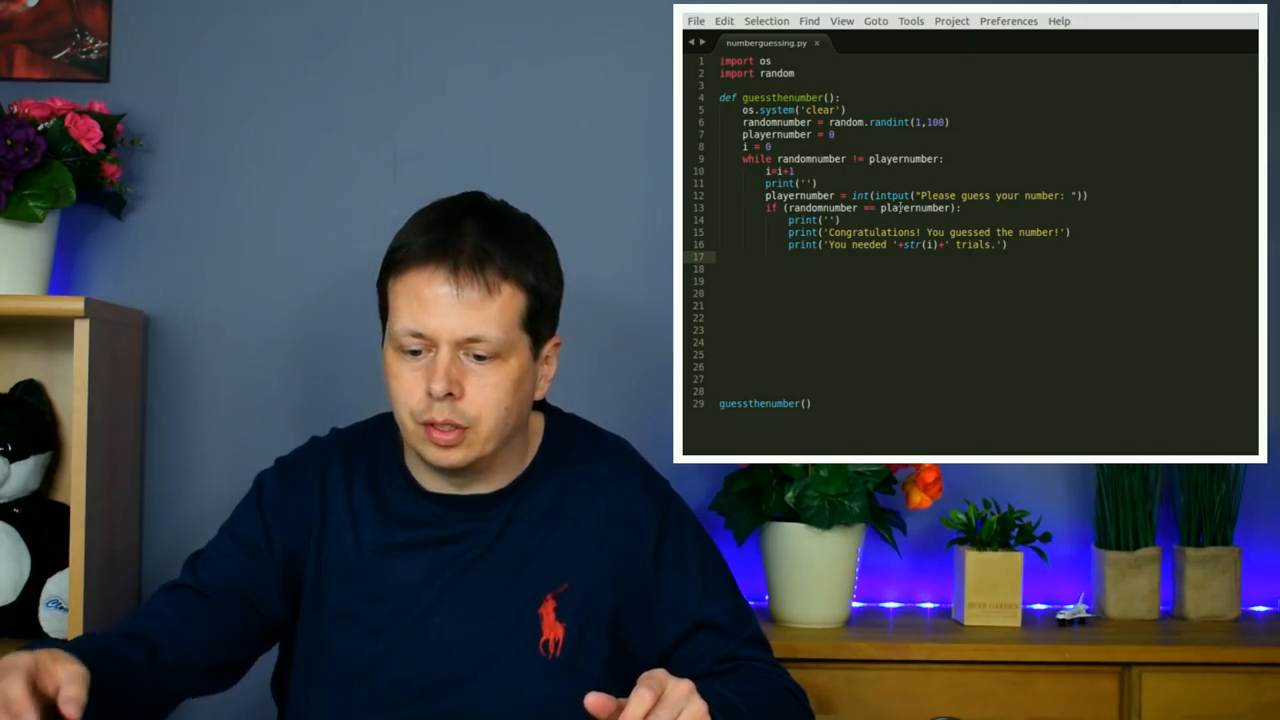 File Edit Selection Find View Goto Tools Project Preferences Help
numberguessing.py ×
1 import os
2 import random
3
4 def guessthenumber():
5 os.system('clear')
6 randomnumber = random.randint(1,100)
7 playernumber = 0
8 i = 0
9 while randomnumber != playernumber:
10 i=i+1
11 print('')
12 playernumber = int(intput("Please guess your number: "))
13 if (randomnumber == playernumber):
14 print('')
15 print('Congratulations! You guessed the number!')
16 print('You needed '+str(i)+' trials.')
17
18
19
20
21
22
23
24
25
26
27
28
29 guessthenumber()
HERB GARDEN